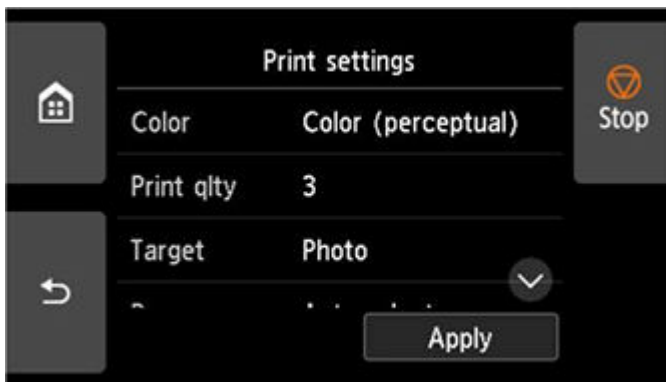 Print settings
Stop
Color Color (perceptual)
Print qlty 3
Target Photo
Apply